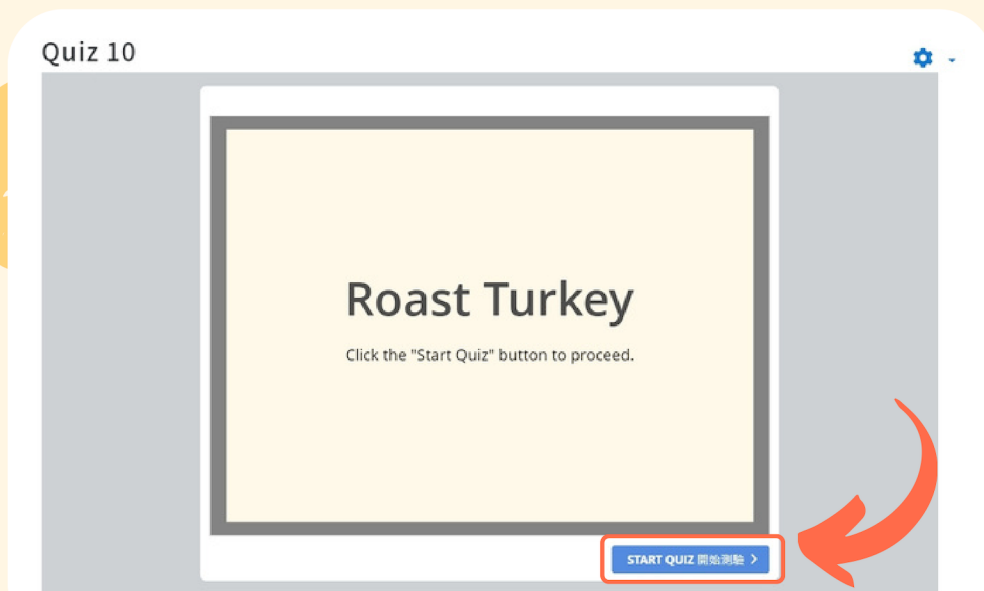 Quiz 10
Roast Turkey
Click the "Start Quiz" button to proceed.
START QUIZ 開始測驗